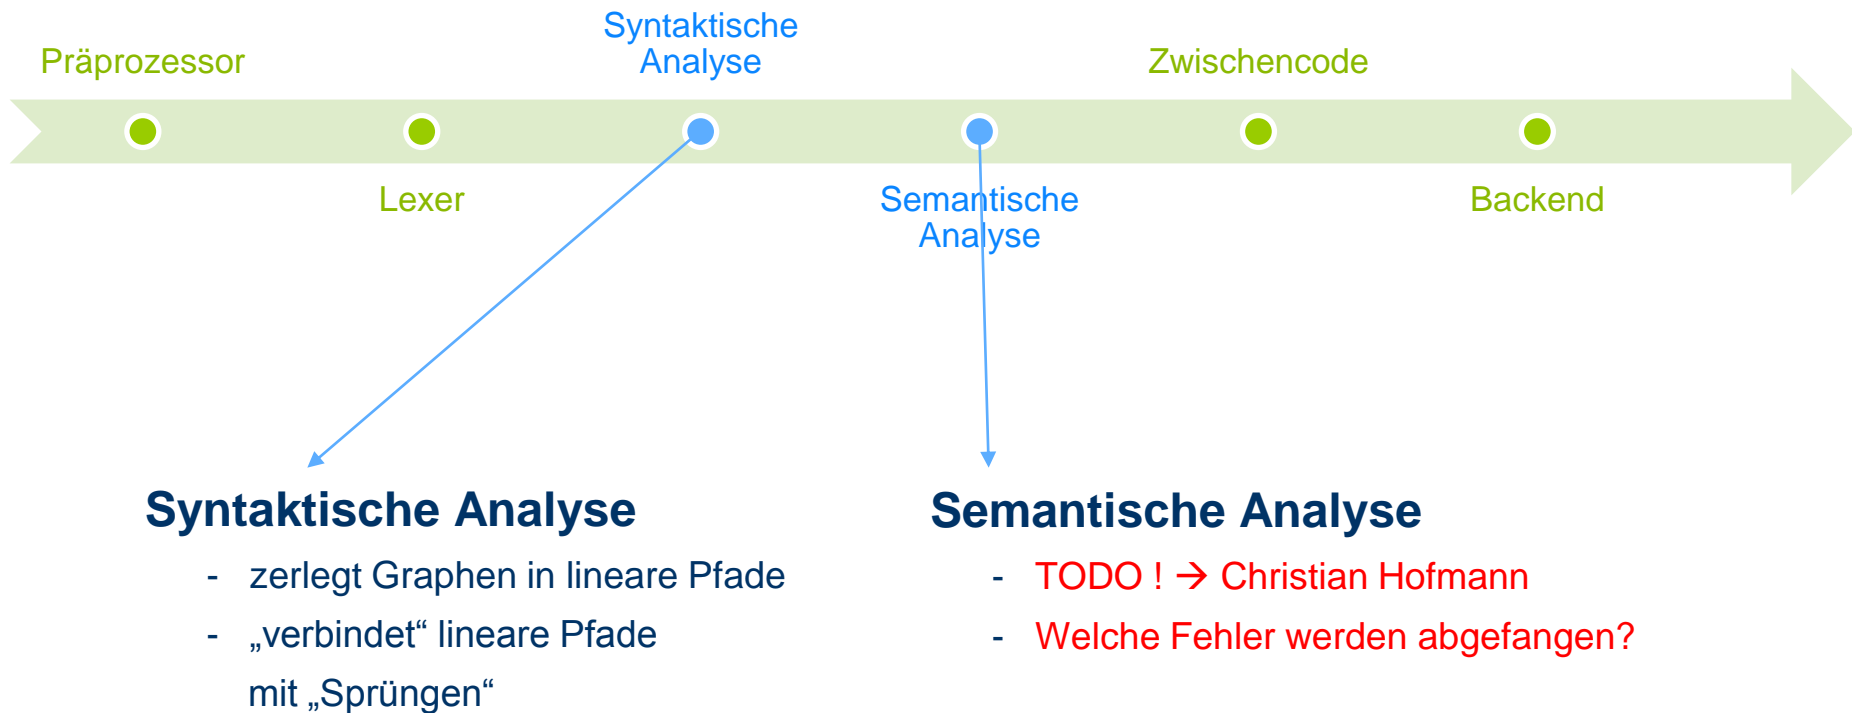 Präprozessor
Syntaktische
Analyse
Zwischencode
Lexer
Semantische
Analyse
Backend
Syntaktische Analyse
- zerlegt Graphen in lineare Pfade
- „verbindet“ lineare Pfade
mit „Sprüngen“
Semantische Analyse
- TODO ! → Christian Hofmann
- Welche Fehler werden abgefangen?